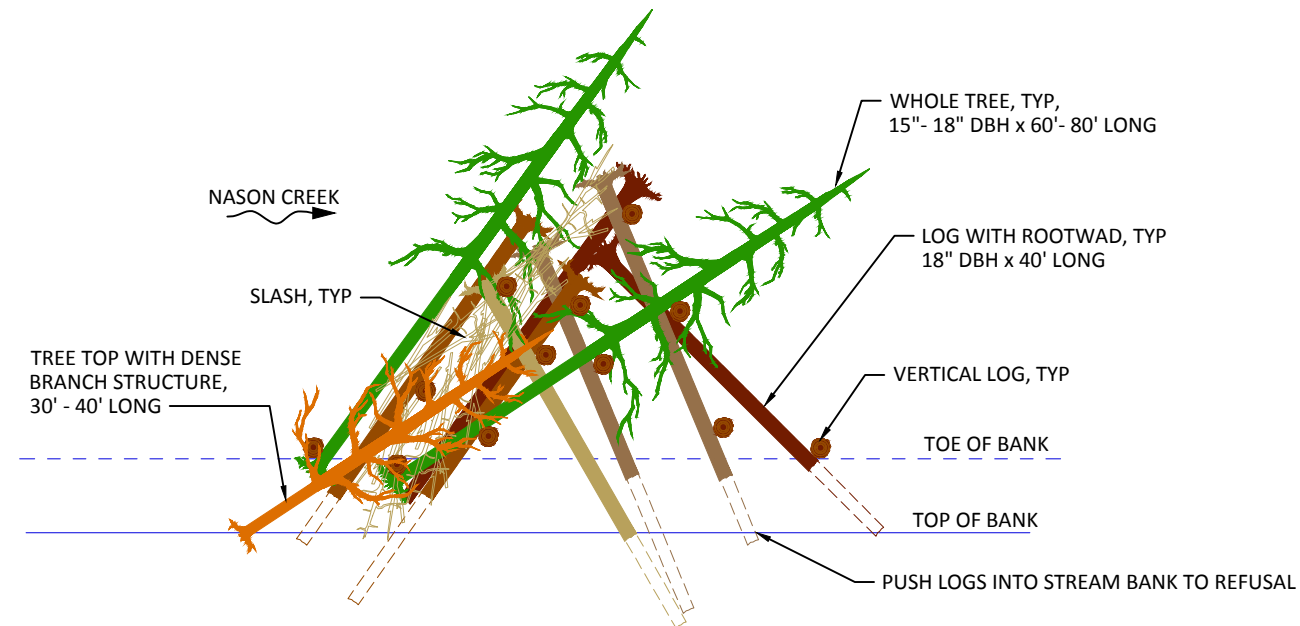 WHOLE TREE, TYP,
15"- 18" DBH x 60'- 80' LONG
NASON CREEK
LOG WITH ROOTWAD, TYP
18" DBH x 40' LONG
SLASH, TYP
TREE TOP WITH DENSE
BRANCH STRUCTURE,
30' - 40' LONG
VERTICAL LOG, TYP
TOE OF BANK
TOP OF BANK
PUSH LOGS INTO STREAM BANK TO REFUSAL